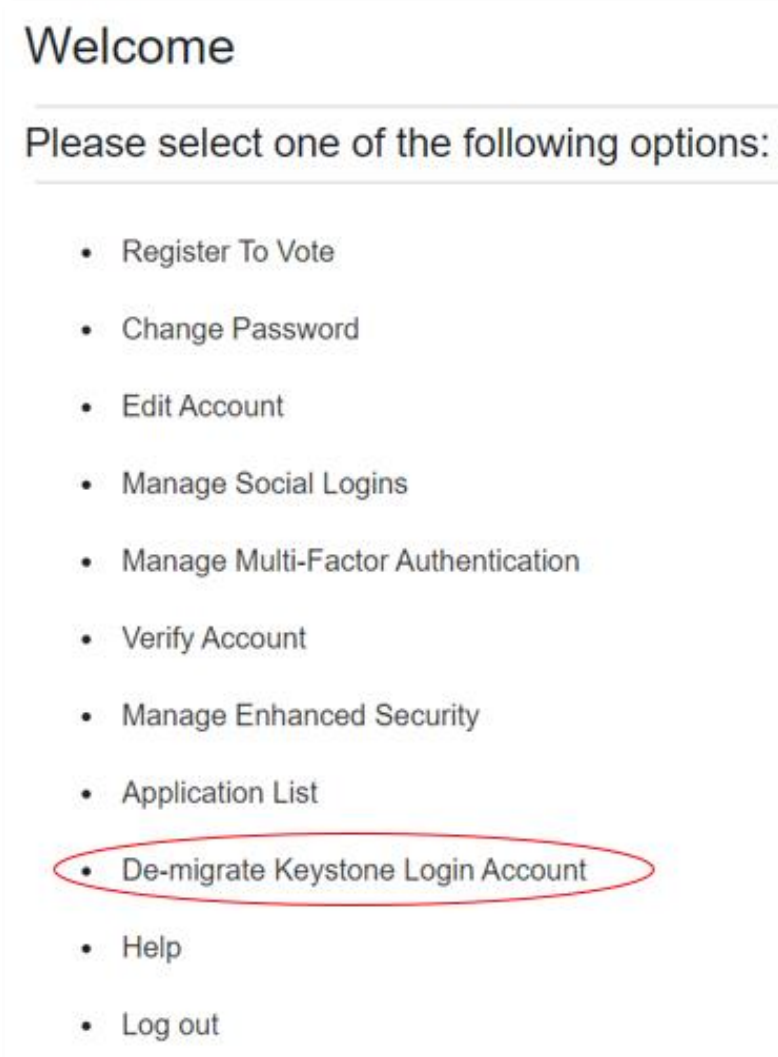 Welcome
Please select one of the following options:
• Register To Vote
• Change Password
• Edit Account
• Manage Social Logins
• Manage Multi-Factor Authentication
• Verify Account
• Manage Enhanced Security
• Application List
• De-migrate Keystone Login Account
• Help
• Log out